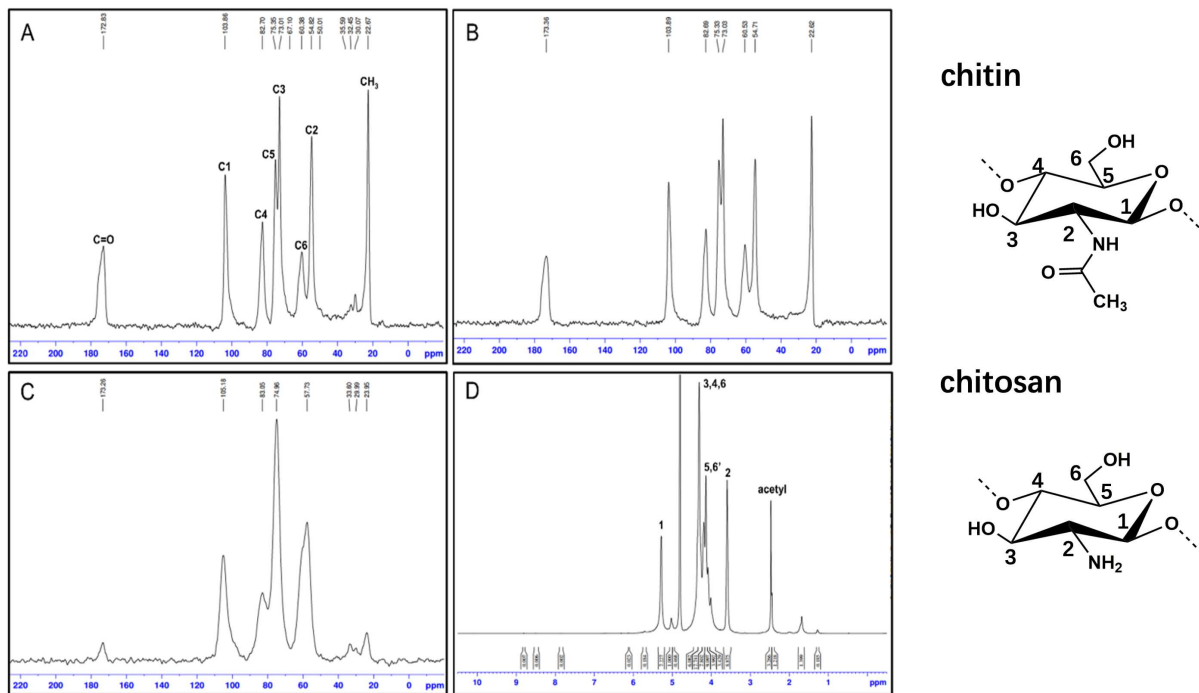 A
172.83
103.86
82.70
75.35
73.01
67.10
60.38
54.82
50.01
35.59
32.45
30.07
22.67
C=O
C1
C4
C5
C3
C6
C2
CH3
220 200 180 160 140 120 100 80 60 40 20 0 ppm
B
173.36
103.89
82.69
75.33
73.03
60.53
54.71
22.62
220 200 180 160 140 120 100 80 60 40 20 0 ppm
chitin
6
OH
4
5
O
O
1
O
HO
3
2
NH
O
CH3
C
173.26
105.18
83.05
74.96
57.73
33.60
29.99
23.95
220 200 180 160 140 120 100 80 60 40 20 0 ppm
D
3,4,6
5,6'
2
1
acetyl
10 9 8 7 6 5 4 3 2 1 ppm
chitosan
6
OH
4
5
O
O
1
O
HO
3
2
NH2